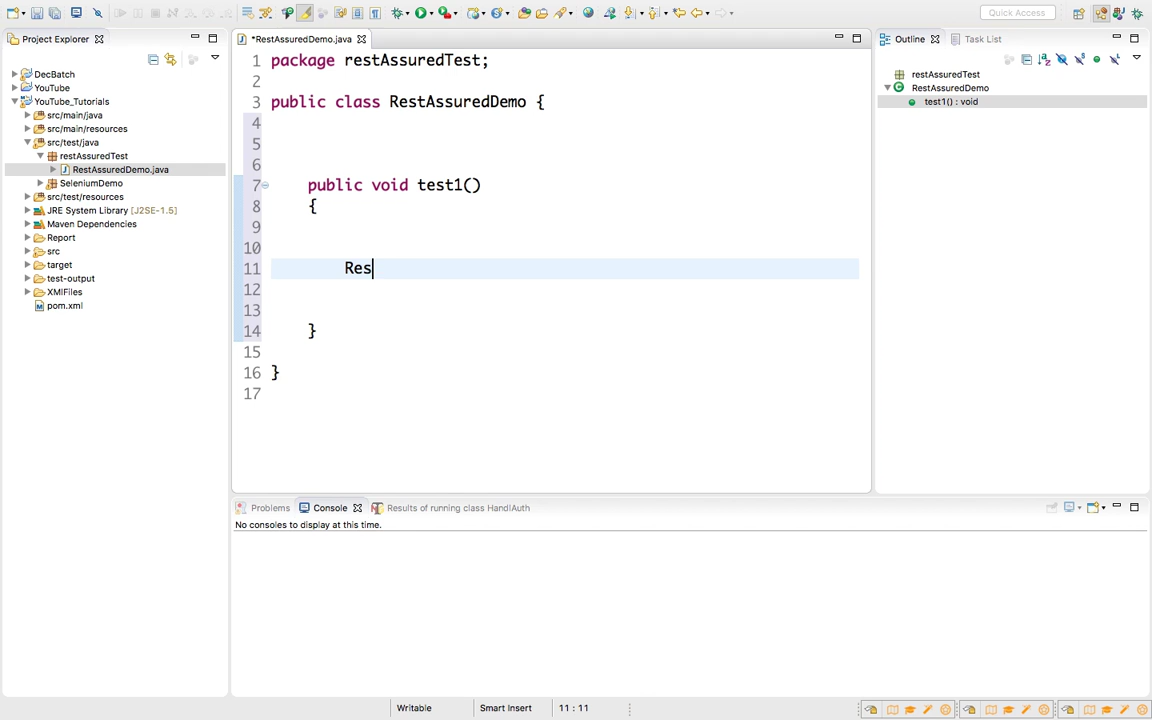 Quick Access
Project Explorer
DecBatch
YouTube
YouTube_Tutorials
src/main/java
src/main/resources
src/test/java
restAssuredTest
RestAssuredDemo.java
SeleniumDemo
src/test/resources
JRE System Library [J2SE-1.5]
Maven Dependencies
Report
src
target
test-output
XMlFiles
pom.xml
*RestAssuredDemo.java
1 package restAssuredTest;
2
3 public class RestAssuredDemo {
4
5
6
7 public void test1()
8 {
9
10
11 Res
12
13
14 }
15
16 }
17
Outline
Task List
restAssuredTest
RestAssuredDemo
test1() : void
Problems
Console
Results of running class HandlAuth
No consoles to display at this time.
Writable
Smart Insert
11 : 11